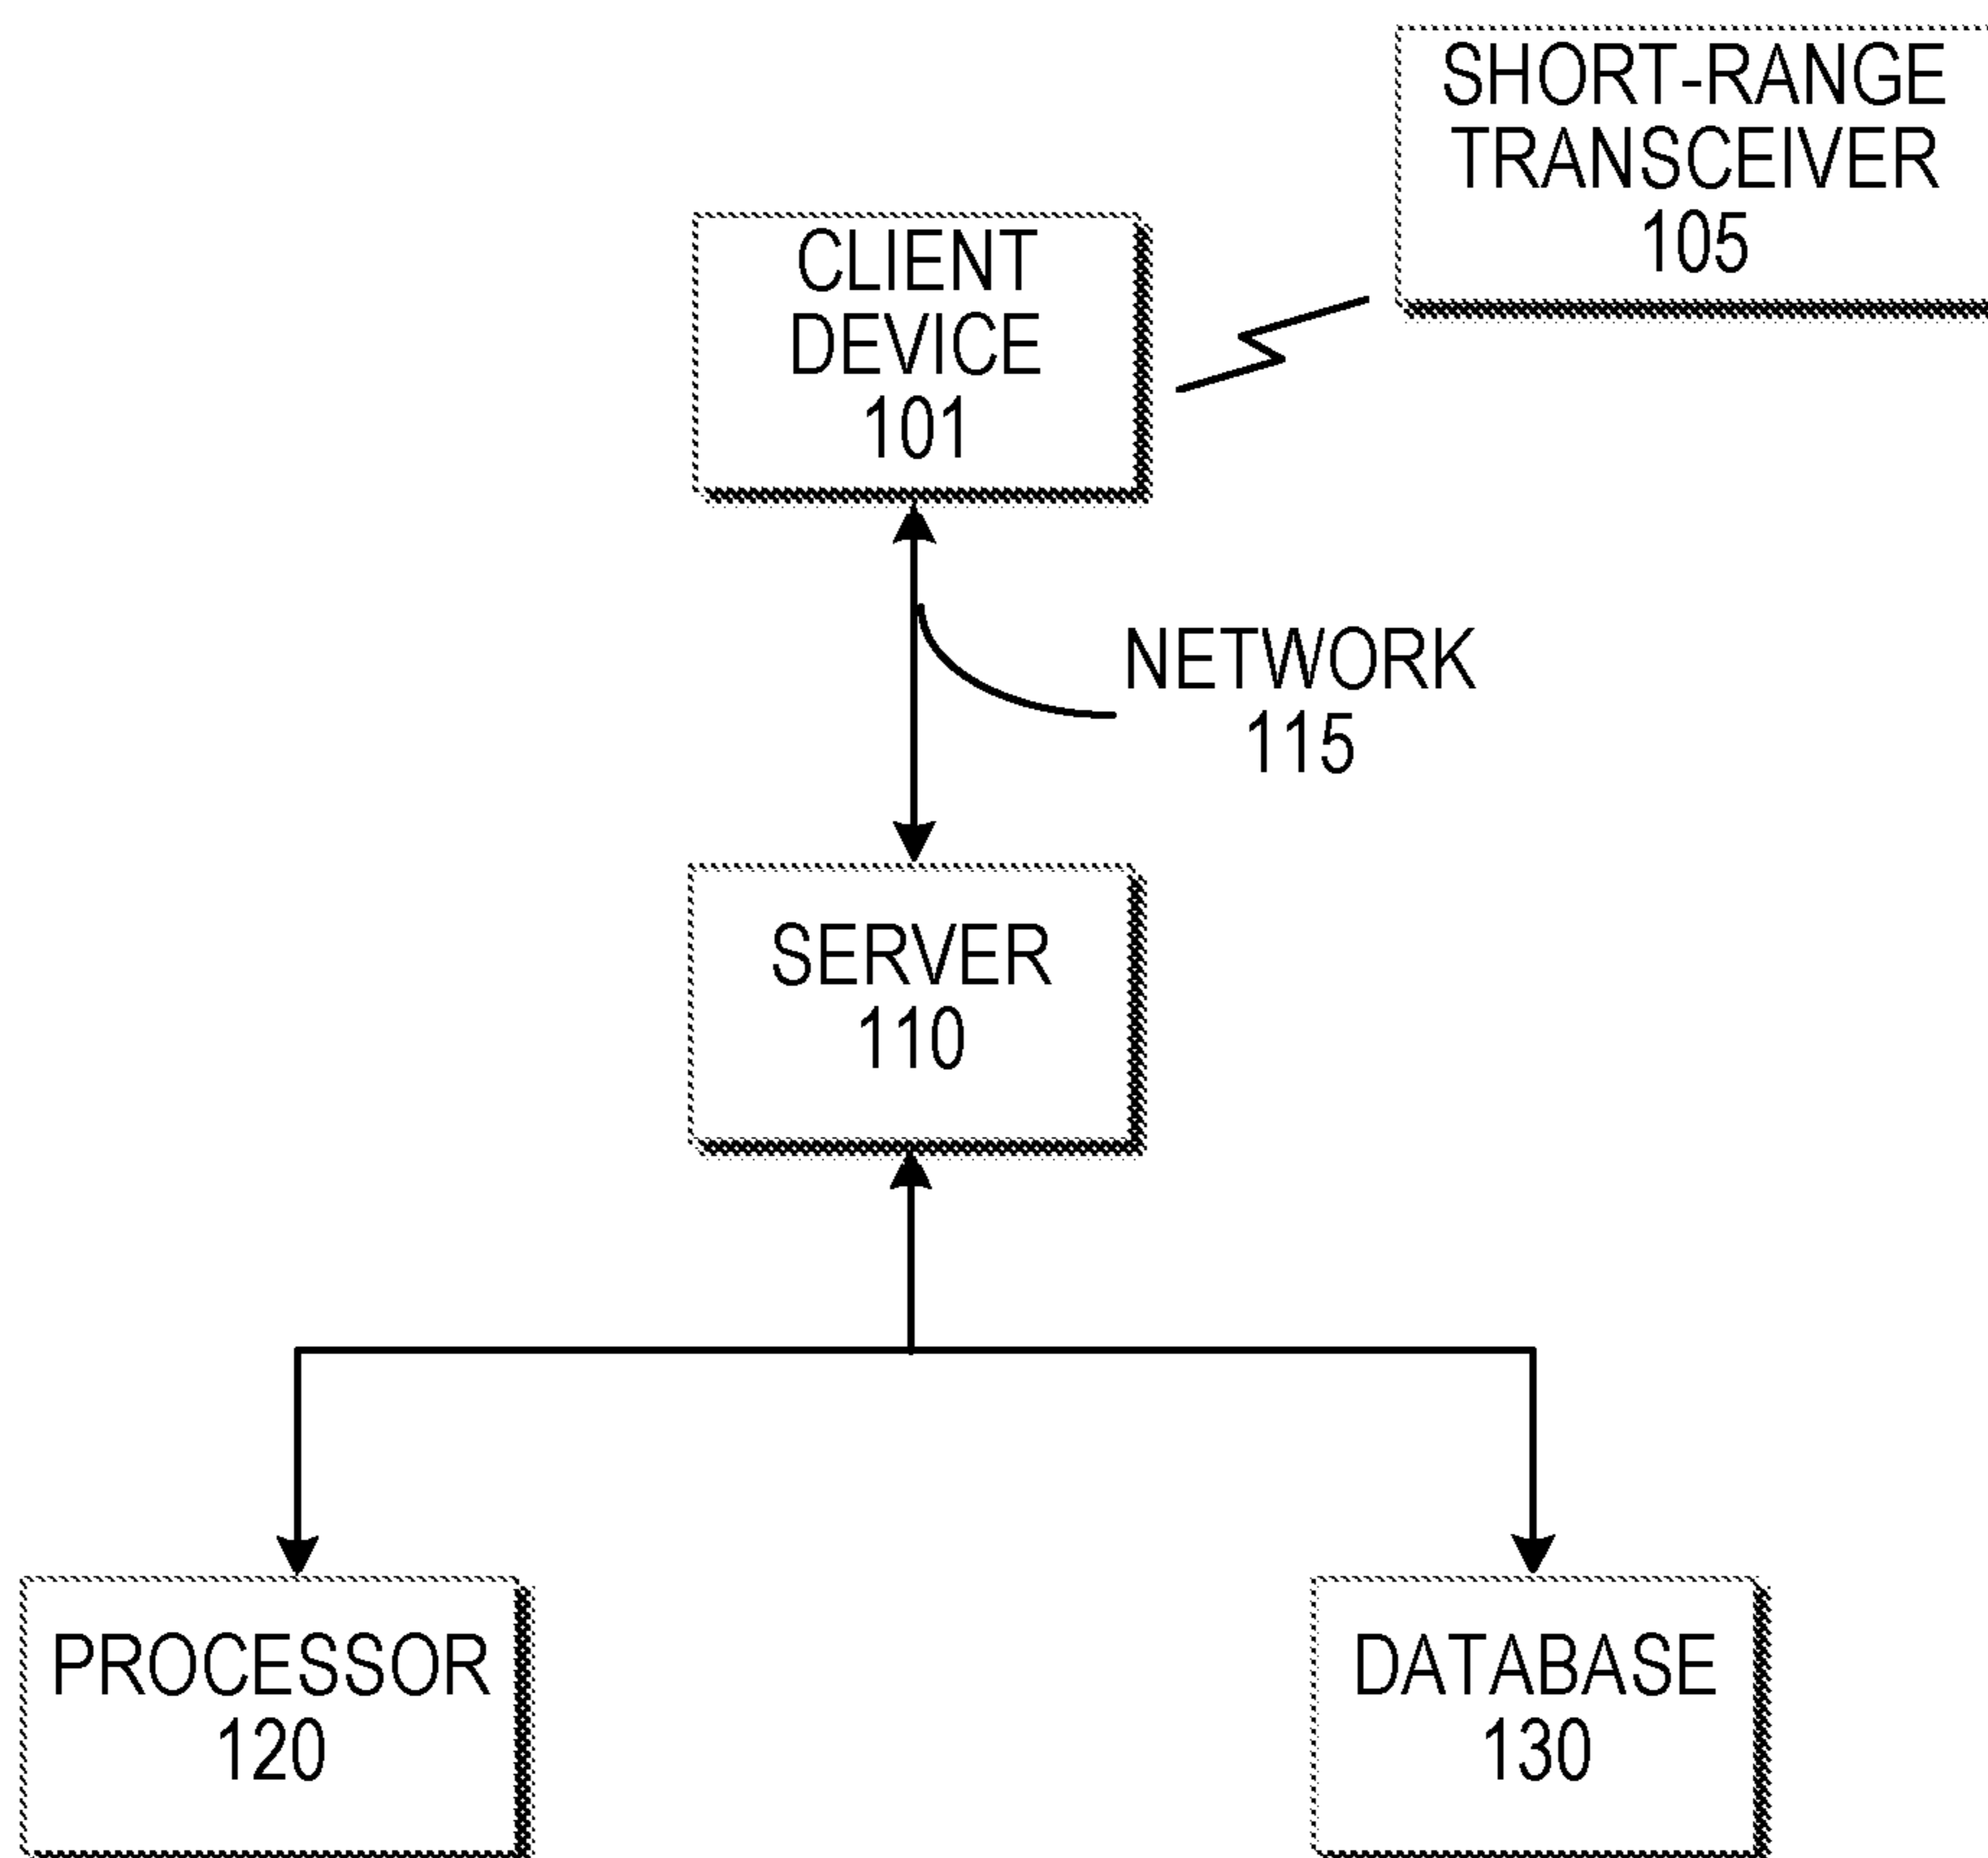 SHORT-RANGE
TRANSCEIVER
105
CLIENT
DEVICE
101
NETWORK
115
SERVER
110
PROCESSOR
120
DATABASE
130